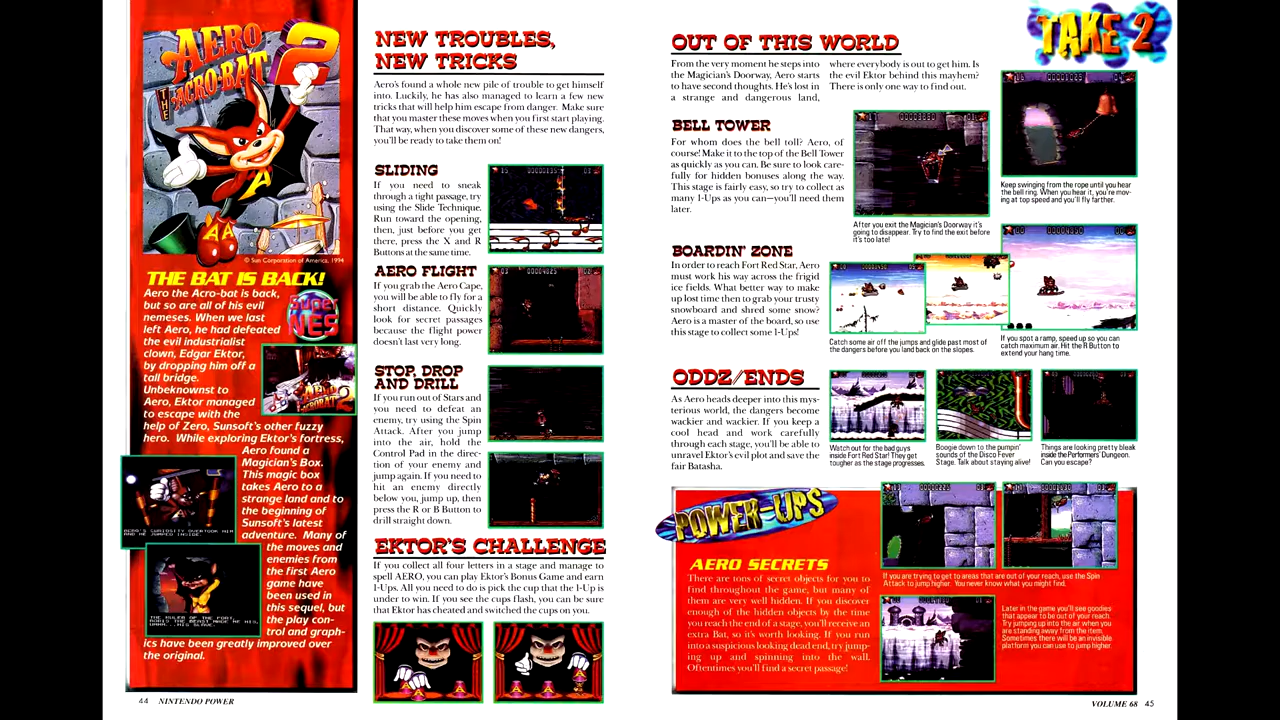 AERO
THE
ACRO-BAT 2
© Sun Corporation of America, 1994
THE BAT IS BACK!
Aero the Acro-bat is back,
but so are all of his evil
nemeses. When we last
left Aero, he had defeated
the evil industrialist
clown, Edgar Ektor,
by dropping him off a
tall bridge.
Unbeknownst to
Aero, Ektor managed
to escape with the
help of Zero, Sunsoft's other fuzzy
hero. While exploring Ektor's fortress,
Aero found a
Magician's Box.
This magic box
takes Aero to a
strange land and to
the beginning of
Sunsoft's latest
adventure. Many of
the moves and
enemies from
the first Aero
game have
been used in
this sequel, but
the play con-
trol and graph-
ics have been greatly improved over
the original.
SUPER
NES
AERO'S CURIOSITY OVERTOOK HIM
AND HE JUMPED INSIDE.
44 NINTENDO POWER
NEW TROUBLES,
NEW TRICKS
Aero's found a whole new pile of trouble to get himself
into. Luckily, he has also managed to learn a few new
tricks that will help him escape from danger. Make sure
that you master these moves when you first start playing.
That way, when you discover some of these new dangers,
you'll be ready to take them on!
SLIDING
If you need to sneak
through a tight passage, try
using the Slide Technique.
Run toward the opening,
then, just before you get
there, press the X and R
Buttons at the same time.
AERO FLIGHT
If you grab the Aero Cape,
you will be able to fly for a
short distance. Quickly
look for secret passages
because the flight power
doesn't last very long.
STOP, DROP
AND DRILL
If you run out of Stars and
you need to defeat an
enemy, try using the Spin
Attack. After you jump
into the air, hold the
Control Pad in the direc-
tion of your enemy and
jump again. If you need to
hit an enemy directly
below you, jump up, then
press the R or B Button to
drill straight down.
EKTOR'S CHALLENGE
If you collect all four letters in a stage and manage to
spell AERO, you can play Ektor's Bonus Game and earn
1-Ups. All you need to do is pick the cup that the 1-Up is
under to win. If you see the cups flash, you can be sure
that Ektor has cheated and switched the cups on you.
TAKE 2
OUT OF THIS WORLD
From the very moment he steps into
the Magician's Doorway, Aero starts
to have second thoughts. He's lost in
a strange and dangerous land,
where everybody is out to get him. Is
the evil Ektor behind this mayhem?
There is only one way to find out.
BELL TOWER
For whom does the bell toll? Aero, of
course! Make it to the top of the Bell Tower
as quickly as you can. Be sure to look care-
fully for hidden bonuses along the way.
This stage is fairly easy, so try to collect as
many 1-Ups as you can—you'll need them
later.
After you exit the Magician's Doorway it's
going to disappear. Try to find the exit before
it's too late!
Keep swinging from the rope until you hear
the bell ring. When you hear it, you're mov-
ing at top speed and you'll fly farther.
BOARDIN' ZONE
In order to reach Fort Red Star, Aero
must work his way across the frigid
ice fields. What better way to make
up lost time then to grab your trusty
snowboard and shred some snow?
Aero is a master of the board, so use
this stage to collect some 1-Ups!
Catch some air off the jumps and glide past most of
the dangers before you land back on the slopes.
If you spot a ramp, speed up so you can
catch maximum air. Hit the R Button to
extend your hang time.
ODDZ/ENDS
As Aero heads deeper into this mys-
terious world, the dangers become
wackier and wackier. If you keep a
cool head and work carefully
through each stage, you'll be able to
unravel Ektor's evil plot and save the
fair Batasha.
Watch out for the bad guys
inside Fort Red Star! They get
tougher as the stage progresses.
Boogie down to the pumpin'
sounds of the Disco Fever
Stage. Talk about staying alive!
Things are looking pretty bleak
inside the Performers' Dungeon.
Can you escape?
POWER-UPS
AERO SECRETS
There are tons of secret objects for you to
find throughout the game, but many of
them are very well hidden. If you discover
enough of the hidden objects by the time
you reach the end of a stage, you'll receive an
extra Bat, so it's worth looking. If you run
into a suspicious looking dead end, try jump-
ing up and spinning into the wall.
Oftentimes you'll find a secret passage!
If you are trying to get to areas that are out of your reach, use the Spin
Attack to jump higher. You never know what you might find.
Later in the game you'll see goodies
that appear to be out of your reach.
Try jumping up into the air when you
are standing away from the item.
Sometimes there will be an invisible
platform you can use to jump higher.
VOLUME 68 45